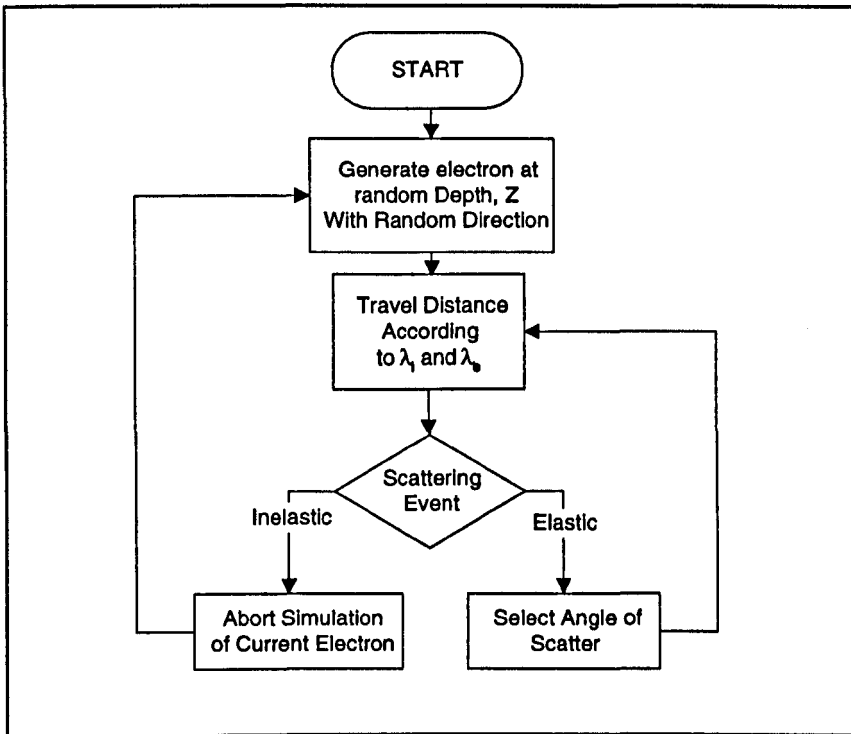 START
Generate electron at
random Depth, Z
With Random Direction
Travel Distance
According
to λᵢ and λₑ
Scattering
Event
Inelastic
Elastic
Abort Simulation
of Current Electron
Select Angle of
Scatter